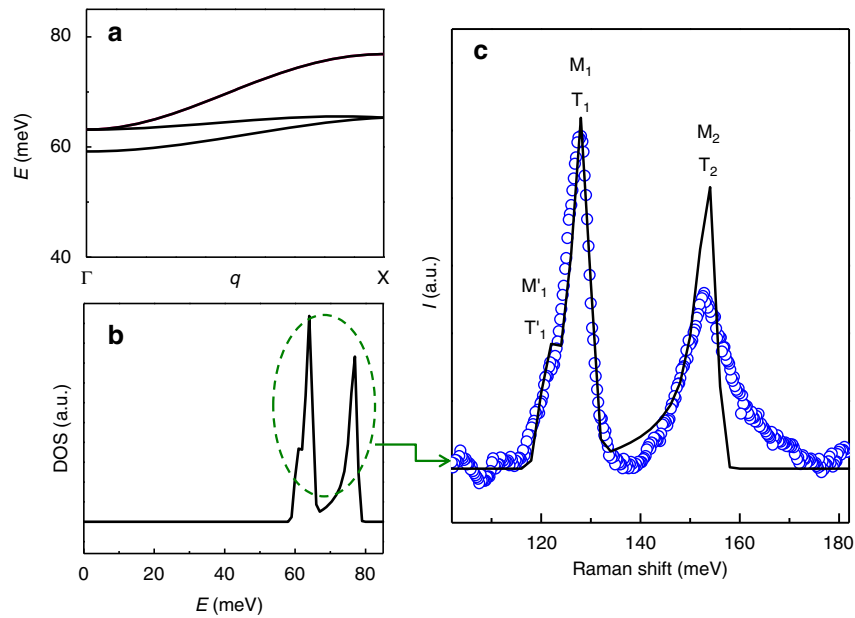 a
80
60
40
E (meV)
Γ q X
b
DOS (a.u.)
0 20 40 60 80
E (meV)
c
M₁
T₁
M₂
T₂
M'₁
T'₁
I (a.u.)
120 140 160 180
Raman shift (meV)